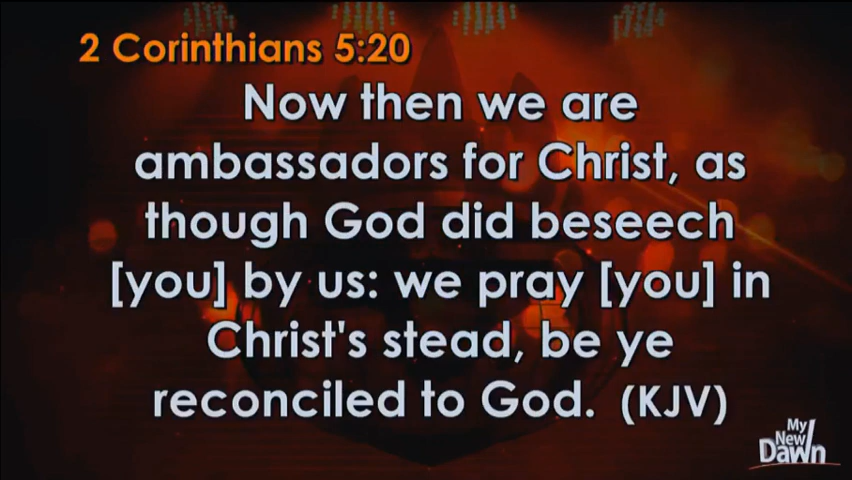 2 Corinthians 5:20
Now then we are
ambassadors for Christ, as
though God did beseech
[you] by us: we pray [you] in
Christ's stead, be ye
reconciled to God. (KJV)
My
New
Dawn